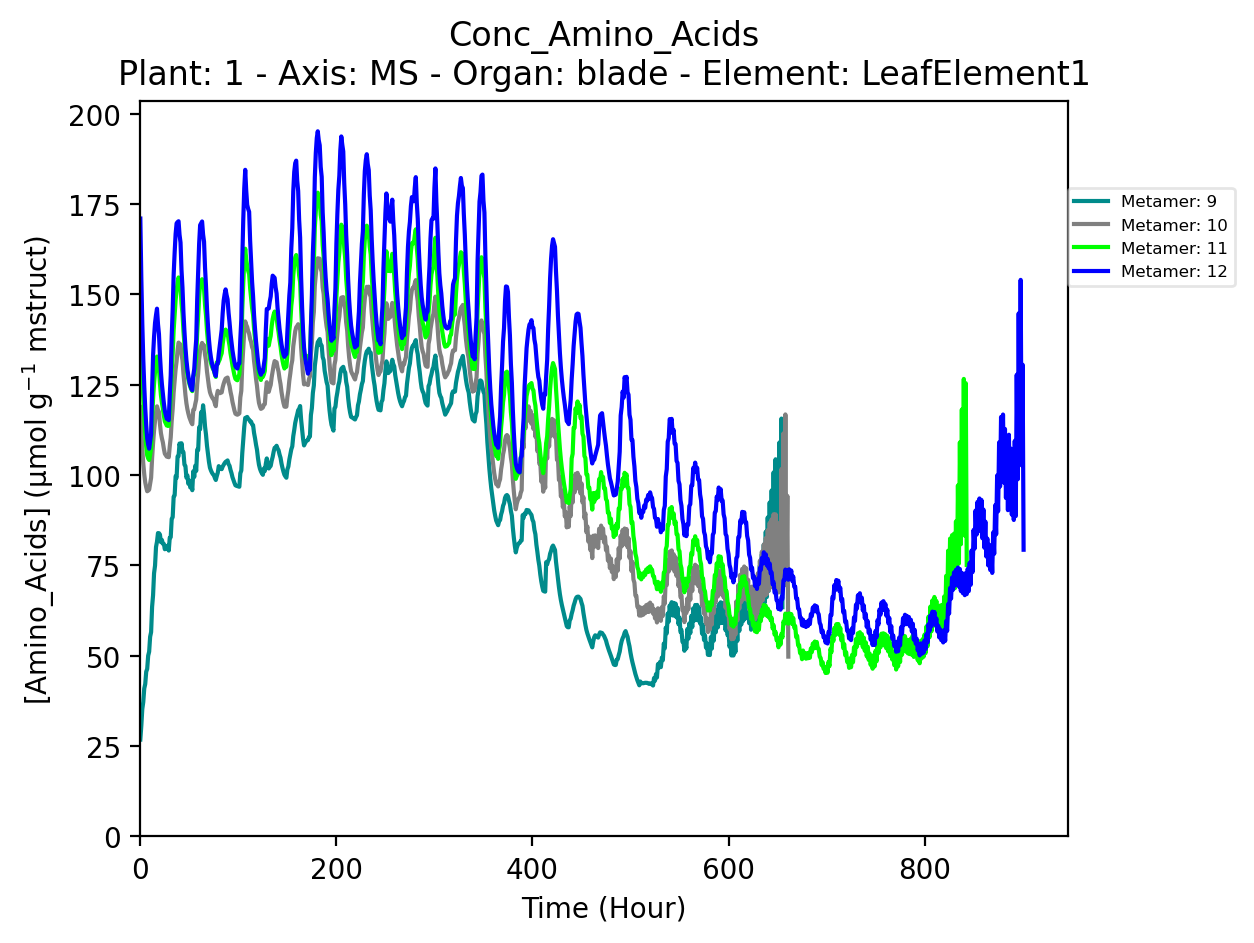 Conc_Amino_Acids
Plant: 1 - Axis: MS - Organ: blade - Element: LeafElement1
200
175
150
125
100
75
50
25
0
[Amino_Acids] (µmol g⁻¹ mstruct)
0 200 400 600 800
Time (Hour)
Metamer: 9
Metamer: 10
Metamer: 11
Metamer: 12